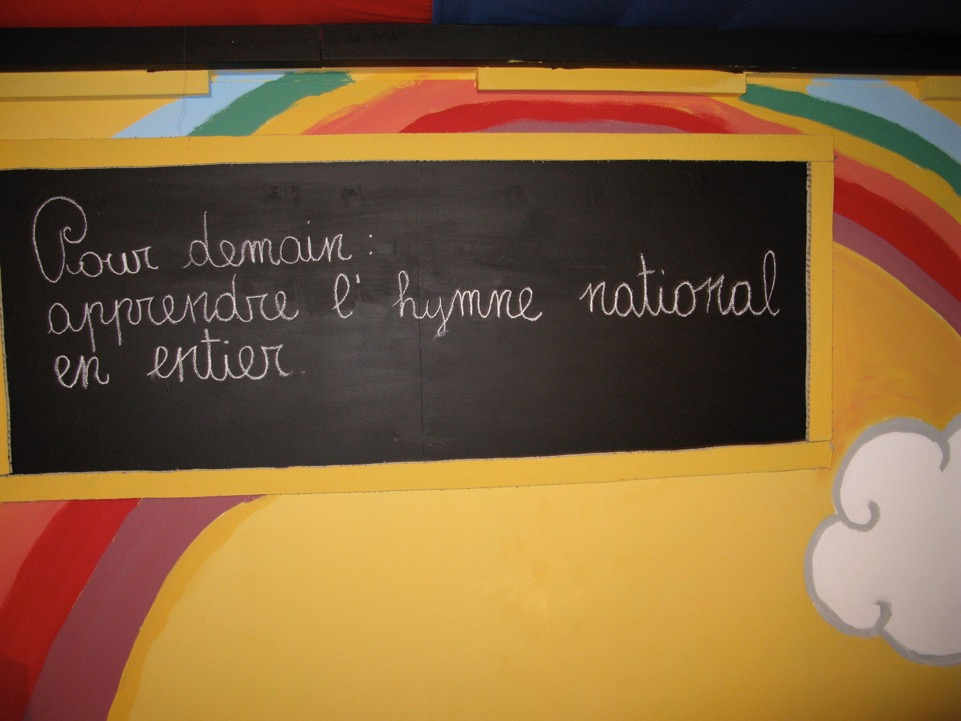 Pour demain :
apprendre l'hymne national
en entier.